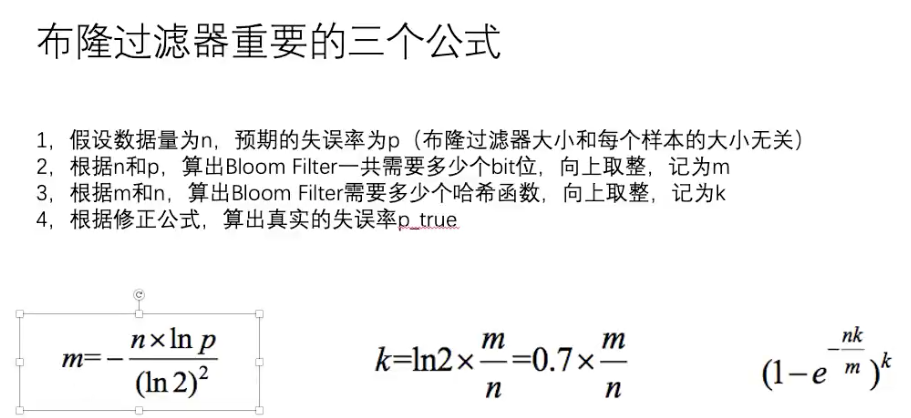 布隆过滤器重要的三个公式
1，假设数据量为n，预期的失误率为p（布隆过滤器大小和每个样本的大小无关）
2，根据n和p，算出Bloom Filter一共需要多少个bit位，向上取整，记为m
3，根据m和n，算出Bloom Filter需要多少个哈希函数，向上取整，记为k
4，根据修正公式，算出真实的失误率p_true
m=-\frac{n×ln p}{(ln 2)^2}
k=ln2×\frac{m}{n}=0.7×\frac{m}{n}
(1-e^{-\frac{nk}{m}})^k